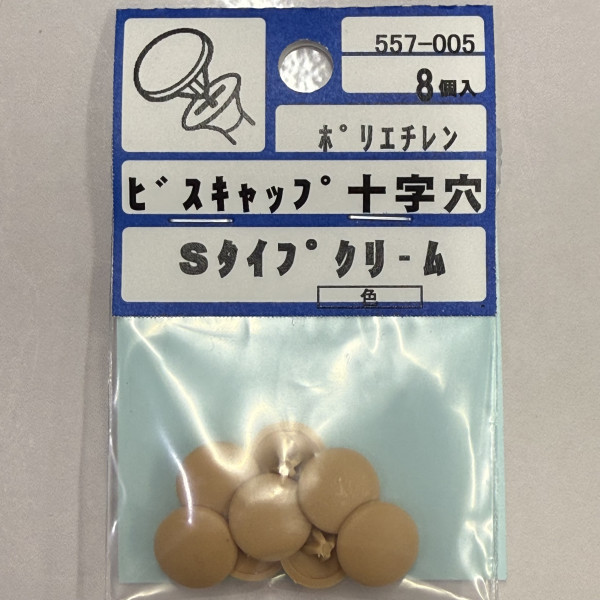 557-005
8個入
ポリエチレン
ビスキャップ十字穴
Sタイプクリーム
色